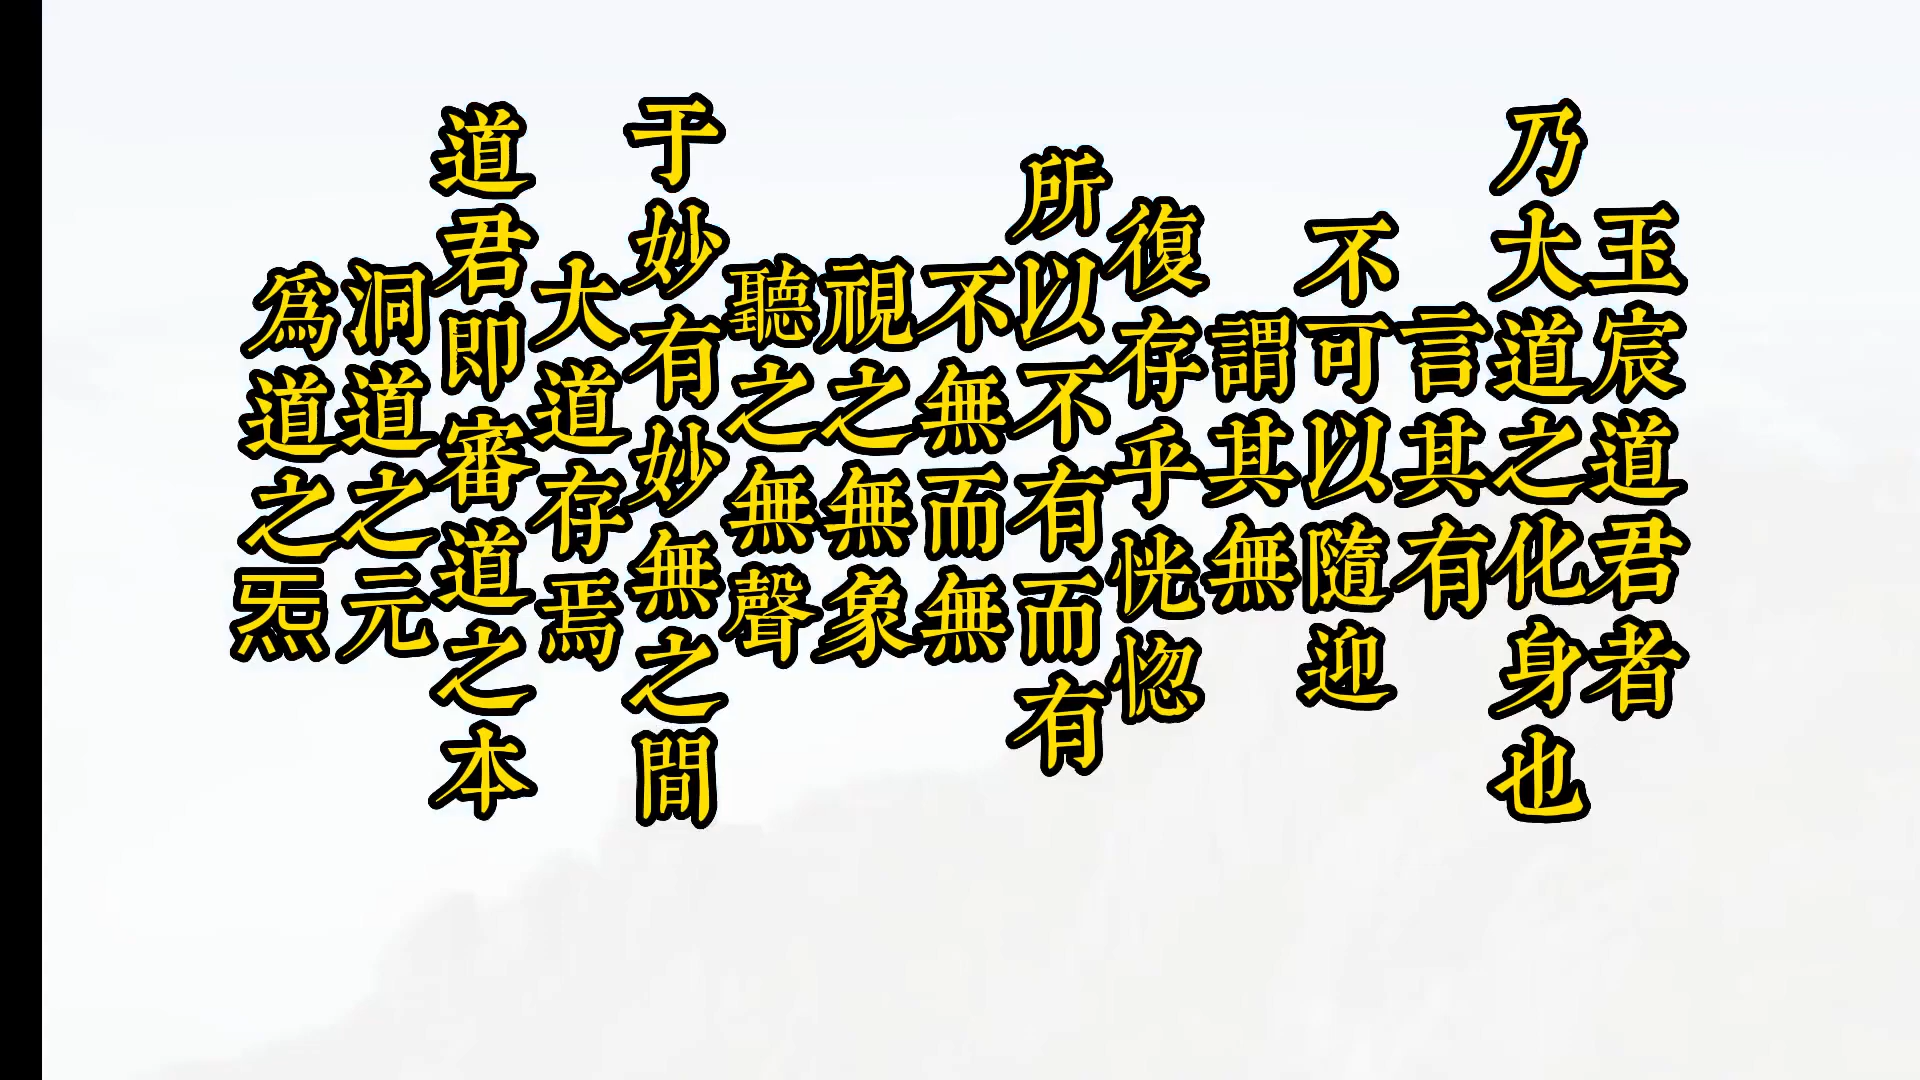 玉宸道君者
乃大道之化身也
言其有
不可以隨迎
謂其無
復存乎恍惚
所以不有而有
不無而無
視之無象
聽之無聲
于妙有妙無之間
大道存焉
道君即審道之本
洞道之元
爲道之炁